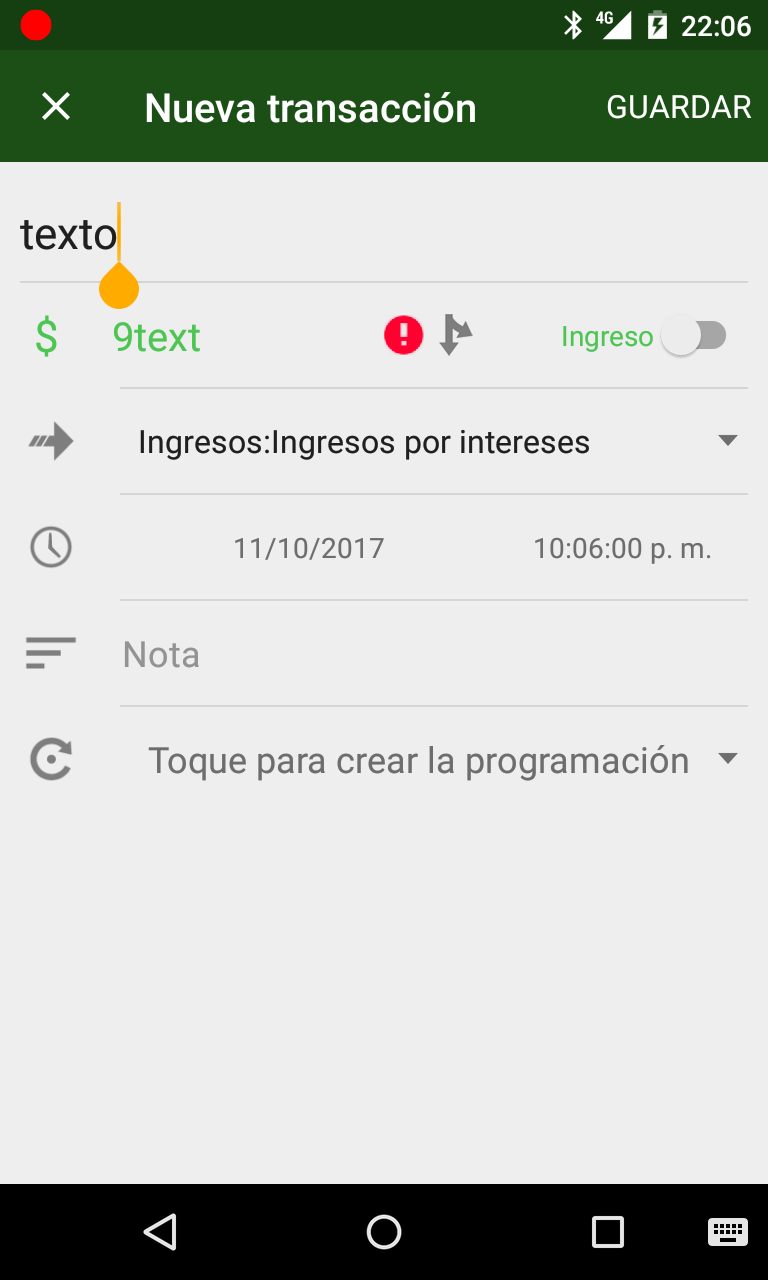 4G 22:06
Nueva transacción GUARDAR
texto
$ 9text Ingreso
Ingresos:Ingresos por intereses
11/10/2017 10:06:00 p. m.
Nota
Toque para crear la programación